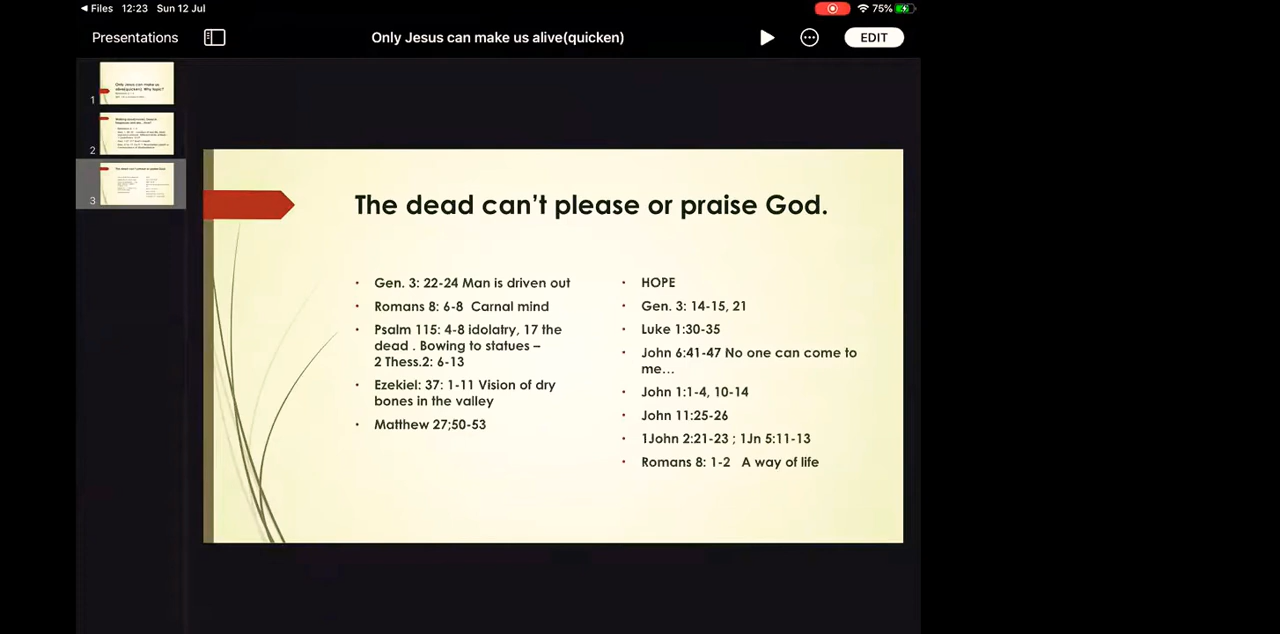 Files 12:23 Sun 12 Jul
75%
Presentations
Only Jesus can make us alive(quicken)
EDIT
1
2
3
The dead can’t please or praise God.
• Gen. 3: 22-24 Man is driven out
• Romans 8: 6-8 Carnal mind
• Psalm 115: 4-8 idolatry, 17 the
dead . Bowing to statues –
2 Thess.2: 6-13
• Ezekiel: 37: 1-11 Vision of dry
bones in the valley
• Matthew 27;50-53
• HOPE
• Gen. 3: 14-15, 21
• Luke 1:30-35
• John 6:41-47 No one can come to
me…
• John 1:1-4, 10-14
• John 11:25-26
• 1John 2:21-23 ; 1Jn 5:11-13
• Romans 8: 1-2 A way of life